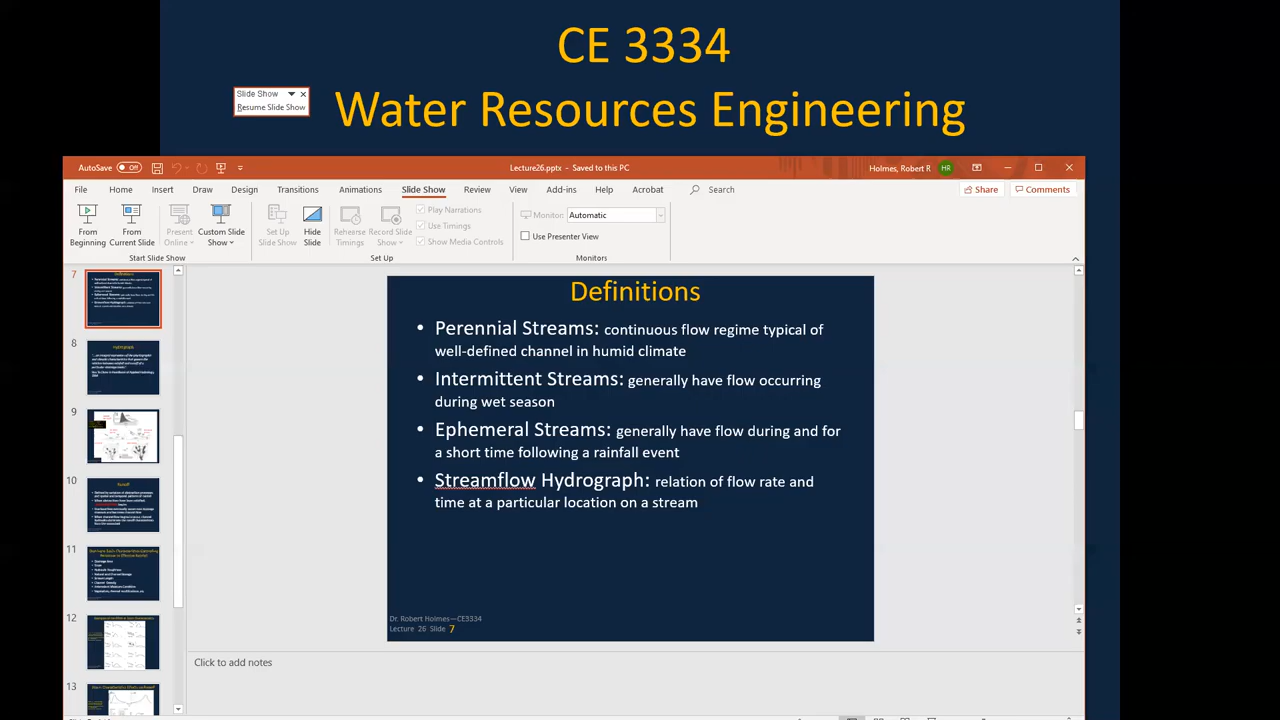 CE 3334
Water Resources Engineering
Slide Show
Resume Slide Show
AutoSave Off
Lecture26.pptx - Saved to this PC
Holmes, Robert R HR
File Home Insert Draw Design Transitions Animations Slide Show Review View Add-ins Help Acrobat Search Share Comments
From Beginning
From Current Slide
Present Online
Custom Slide Show
Start Slide Show
Set Up Slide Show
Hide Slide
Rehearse Timings
Record Slide Show
Play Narrations
Use Timings
Show Media Controls
Set Up
Monitor: Automatic
Use Presenter View
Monitors
7
8
9
10
11
12
13
Definitions
• Perennial Streams: continuous flow regime typical of
well-defined channel in humid climate
• Intermittent Streams: generally have flow occurring
during wet season
• Ephemeral Streams: generally have flow during and for
a short time following a rainfall event
• Streamflow Hydrograph: relation of flow rate and
time at a particular location on a stream
Dr. Robert Holmes—CE3334
Lecture 26 Slide 7
Click to add notes